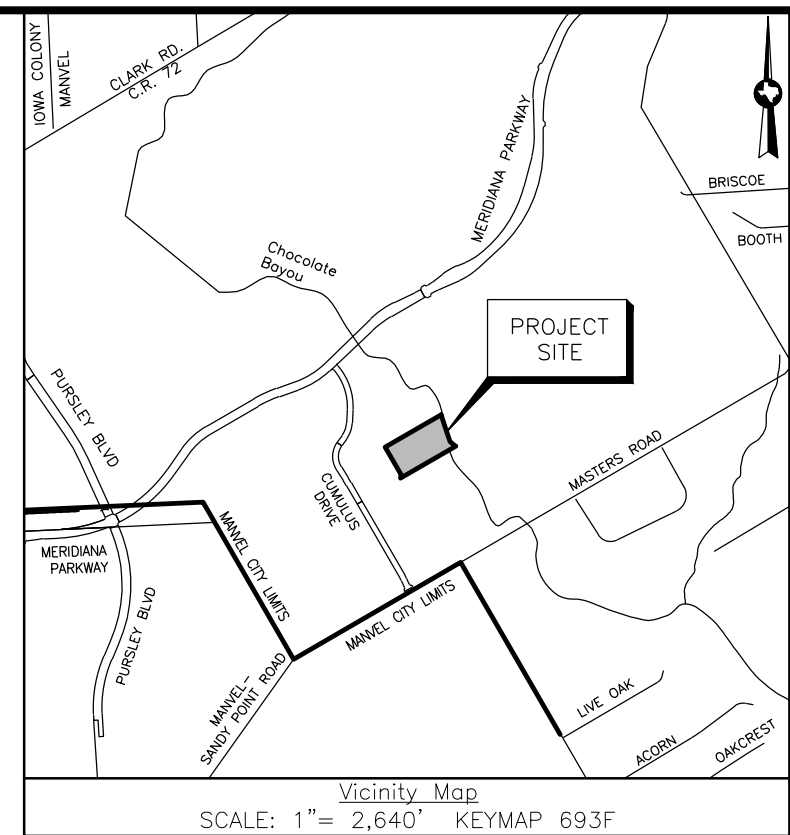 IOWA COLONY
MANVEL
CLARK RD.
C.R. 72
MERIDIANA PARKWAY
BRISCOE
BOOTH
Chocolate
Bayou
PROJECT
SITE
PURSLEY BLVD
MASTERS ROAD
CUMULUS
DRIVE
MANVEL CITY LIMITS
MERIDIANA
PARKWAY
MANVEL CITY LIMITS
PURSLEY BLVD
MANVEL-
SANDY POINT ROAD
LIVE OAK
ACORN
OAKCREST
Vicinity Map
SCALE: 1"= 2,640' KEYMAP 693F